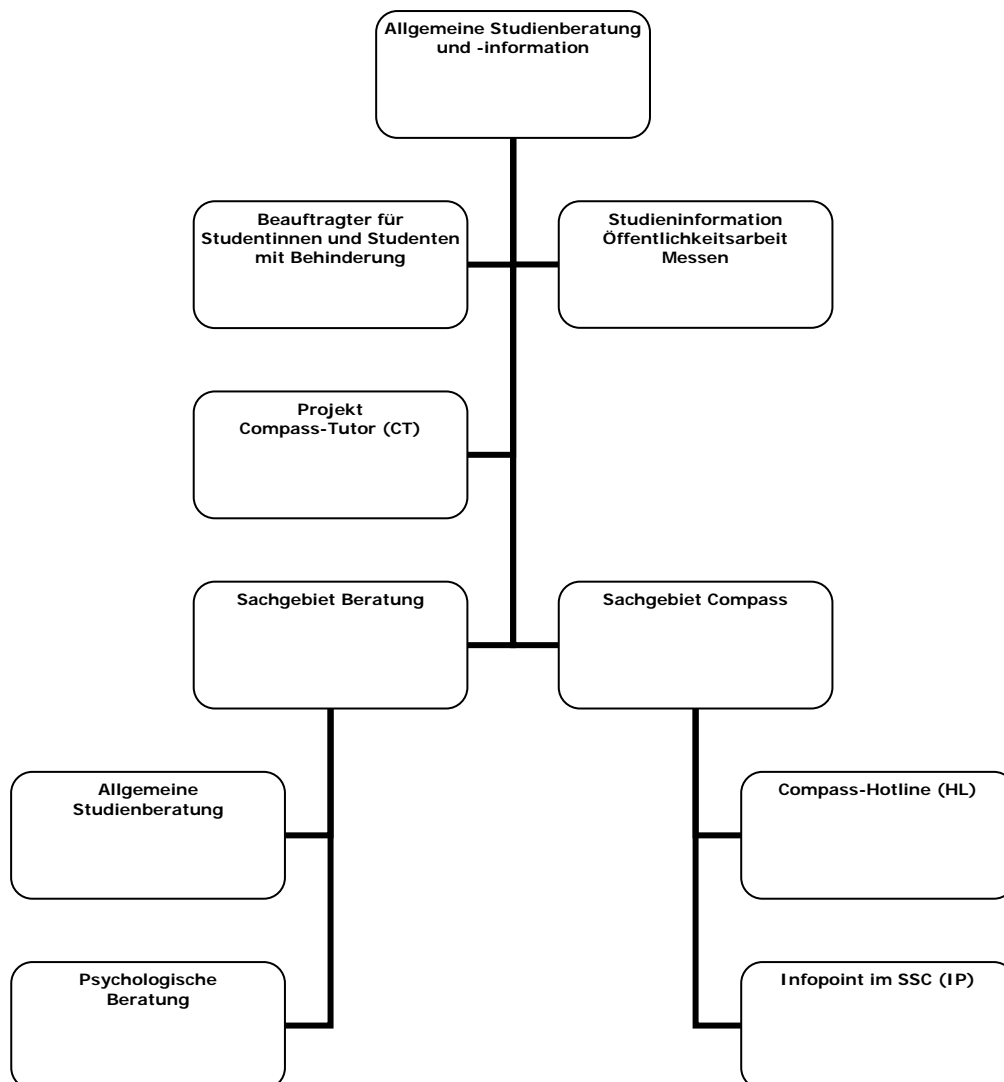 Allgemeine Studienberatung
und -information
Beauftragter für
Studentinnen und Studenten
mit Behinderung
Studieninformation
Öffentlichkeitsarbeit
Messen
Projekt
Compass-Tutor (CT)
Sachgebiet Beratung
Sachgebiet Compass
Allgemeine
Studienberatung
Compass-Hotline (HL)
Psychologische
Beratung
Infopoint im SSC (IP)